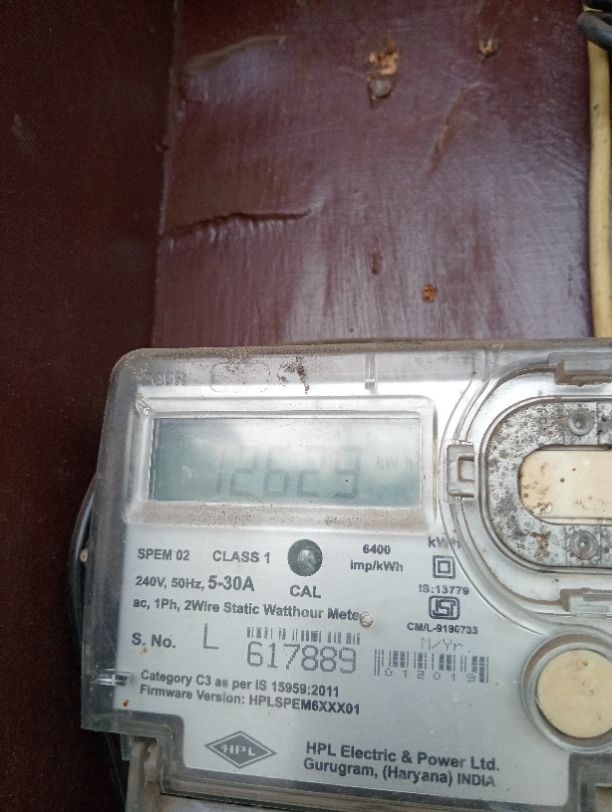 12629 kWh
SPEM 02 CLASS 1 6400 imp/kWh kWh
240V, 50Hz, 5-30A CAL IS:13779
ac, 1Ph, 2Wire Static Watthour Meter CM/L-9190733
S. No. L 617889 M/Yr. 012019
Category C3 as per IS 15959:2011
Firmware Version: HPLSPEM6XXX01
HPL
HPL Electric & Power Ltd.
Gurugram, (Haryana) INDIA